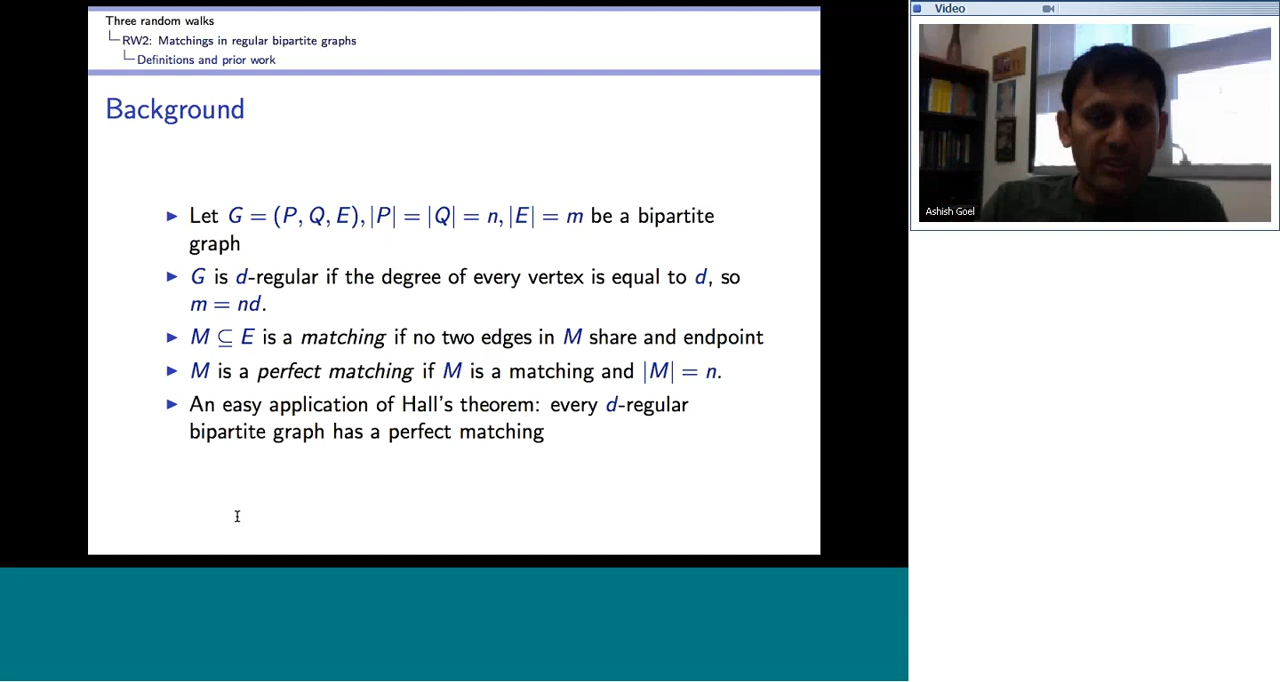 Three random walks
RW2: Matchings in regular bipartite graphs
Definitions and prior work
Background
Let G = (P, Q, E), |P| = |Q| = n, |E| = m be a bipartite
graph
G is d-regular if the degree of every vertex is equal to d, so
m = nd.
M ⊆ E is a matching if no two edges in M share and endpoint
M is a perfect matching if M is a matching and |M| = n.
An easy application of Hall's theorem: every d-regular
bipartite graph has a perfect matching
Video
Ashish Goel